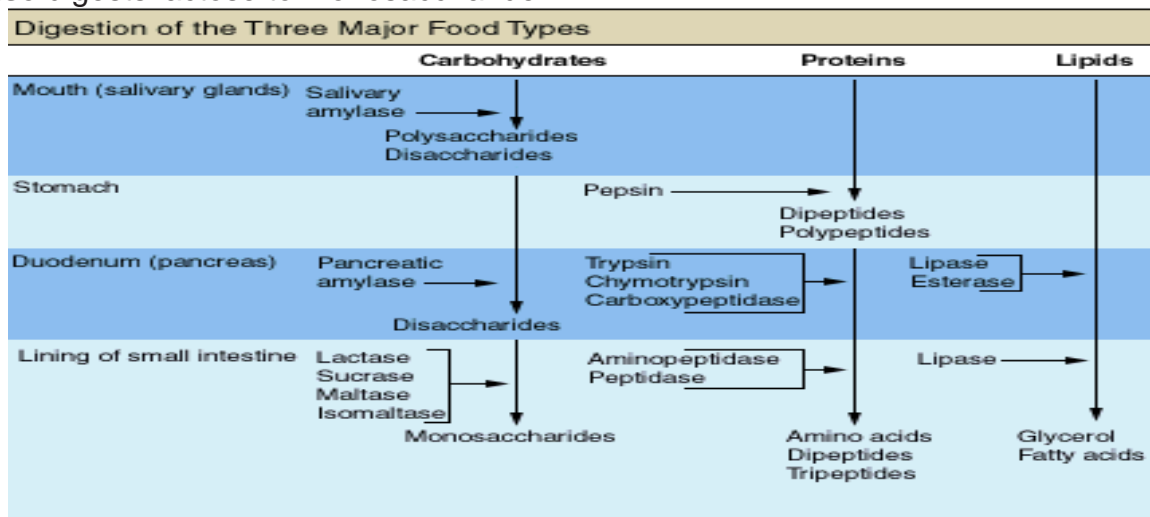 Digestion of the Three Major Food Types
Carbohydrates Proteins Lipids
Mouth (salivary glands) Salivary
amylase
Polysaccharides
Disaccharides
Stomach Pepsin
Dipeptides
Polypeptides
Duodenum (pancreas) Pancreatic Trypsin Lipase
amylase Chymotrypsin Esterase
Carboxypeptidase
Disaccharides
Lining of small intestine Lactase Aminopeptidase Lipase
Sucrase Peptidase
Maltase
Isomaltase
Monosaccharides Amino acids Glycerol
Dipeptides Fatty acids
Tripeptides